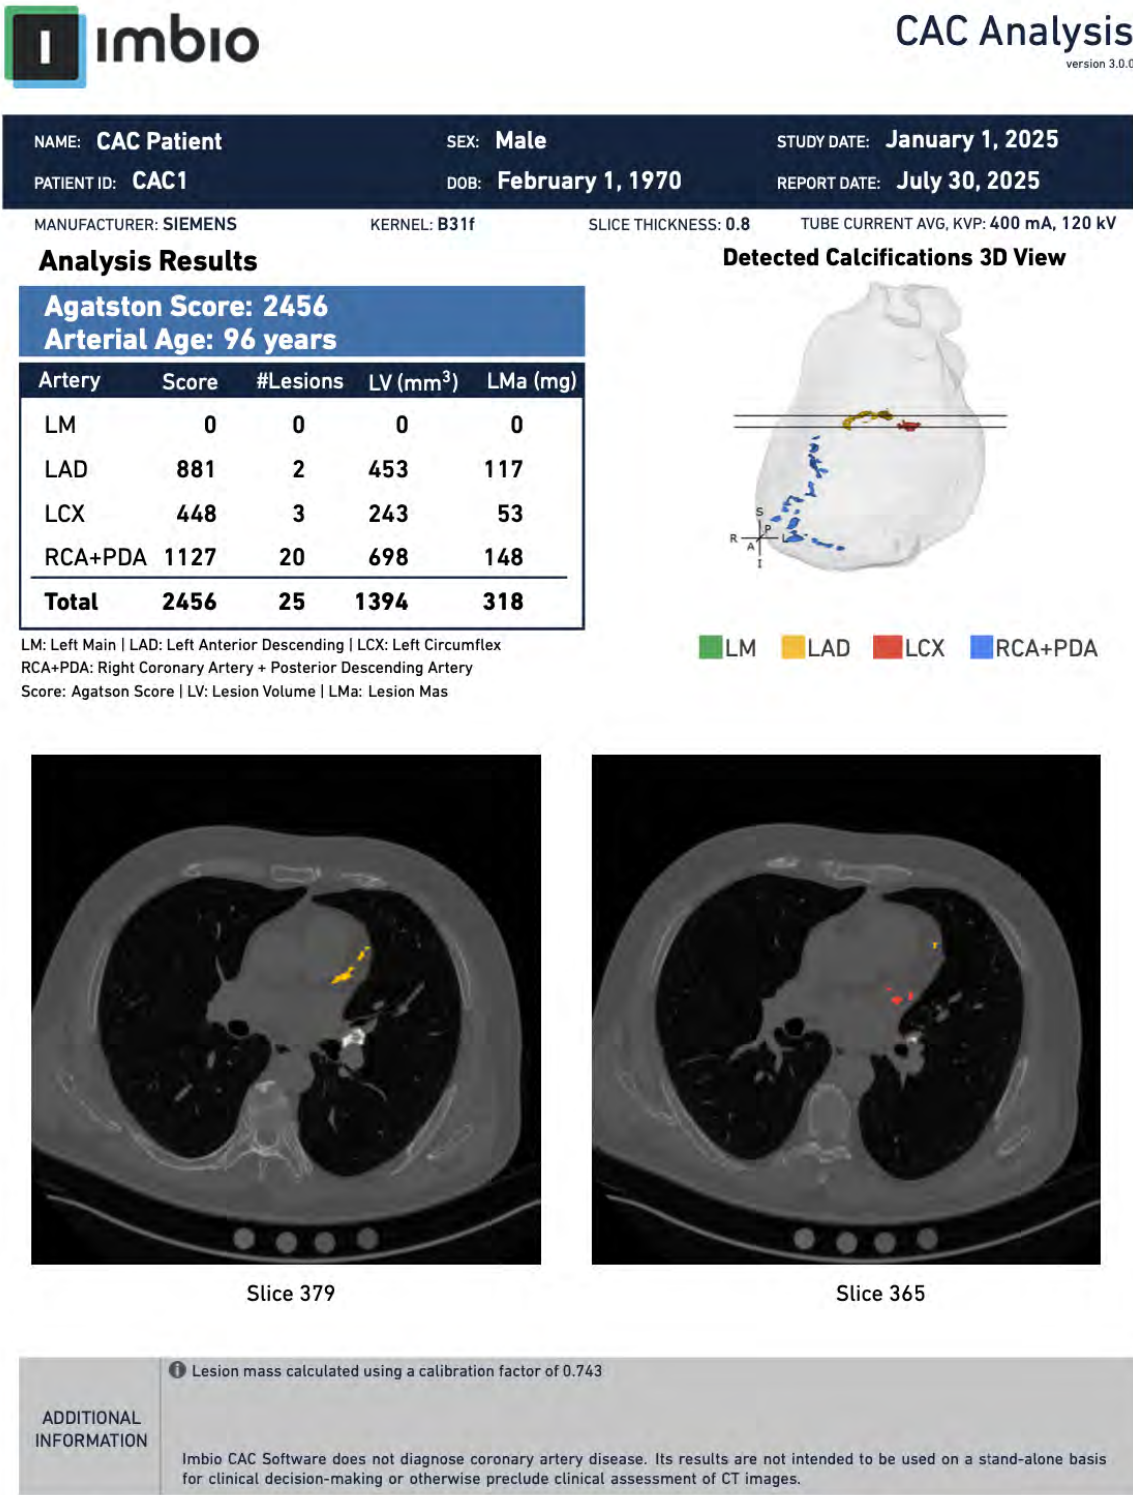 imbio
CAC Analysis
version 3.0.0
NAME: CAC Patient SEX: Male STUDY DATE: January 1, 2025
PATIENT ID: CAC1 DOB: February 1, 1970 REPORT DATE: July 30, 2025
MANUFACTURER: SIEMENS KERNEL: B31f SLICE THICKNESS: 0.8 TUBE CURRENT AVG, KVP: 400 mA, 120 kV
Analysis Results
Agatston Score: 2456
Arterial Age: 96 years
Artery Score #Lesions LV (mm³) LMa (mg)
LM 0 0 0 0
LAD 881 2 453 117
LCX 448 3 243 53
RCA+PDA 1127 20 698 148
Total 2456 25 1394 318
LM: Left Main | LAD: Left Anterior Descending | LCX: Left Circumflex
RCA+PDA: Right Coronary Artery + Posterior Descending Artery
Score: Agatson Score | LV: Lesion Volume | LMa: Lesion Mas
Detected Calcifications 3D View
S
P
R L
A
I
LM LAD LCX RCA+PDA
Slice 379
Slice 365
ADDITIONAL
INFORMATION
i Lesion mass calculated using a calibration factor of 0.743
Imbio CAC Software does not diagnose coronary artery disease. Its results are not intended to be used on a stand-alone basis
for clinical decision-making or otherwise preclude clinical assessment of CT images.